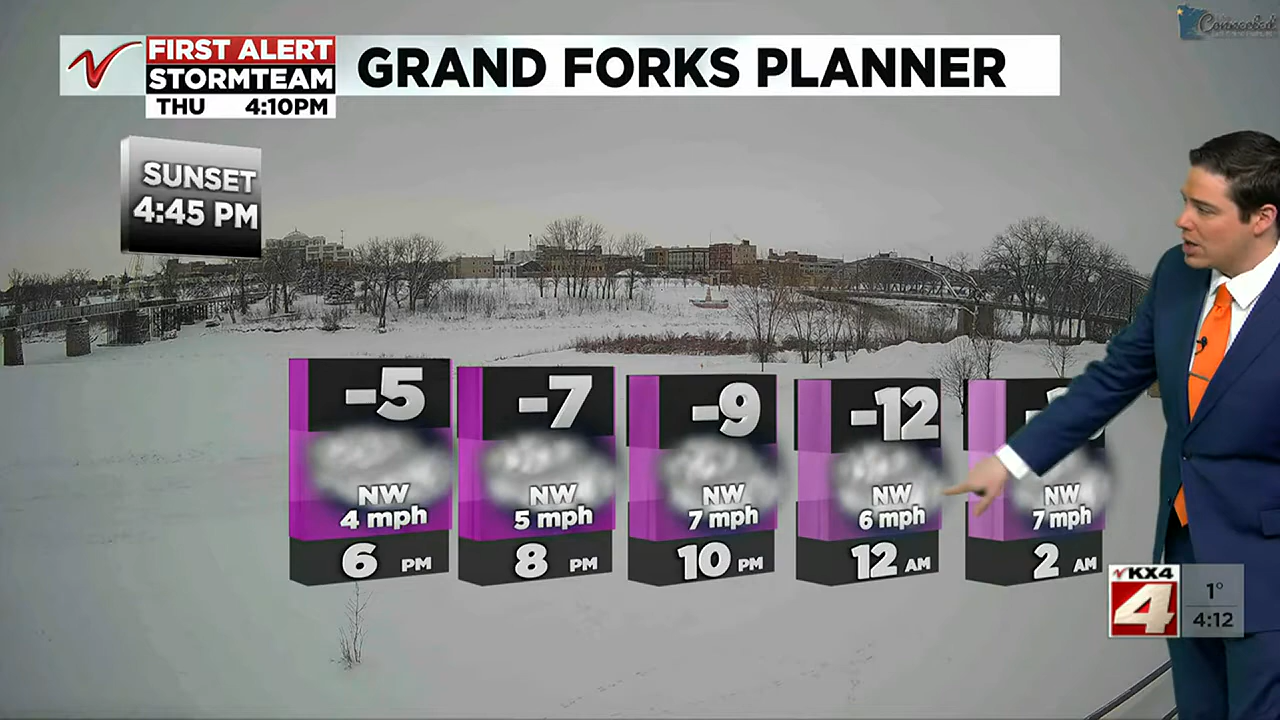 FIRST ALERT
STORMTEAM
THU 4:10PM
GRAND FORKS PLANNER
SUNSET
4:45 PM
-5
NW
4 mph
6 PM
-7
NW
5 mph
8 PM
-9
NW
7 mph
10 PM
-12
NW
6 mph
12 AM
NW
7 mph
2 AM
KX4
4
1°
4:12
Connected